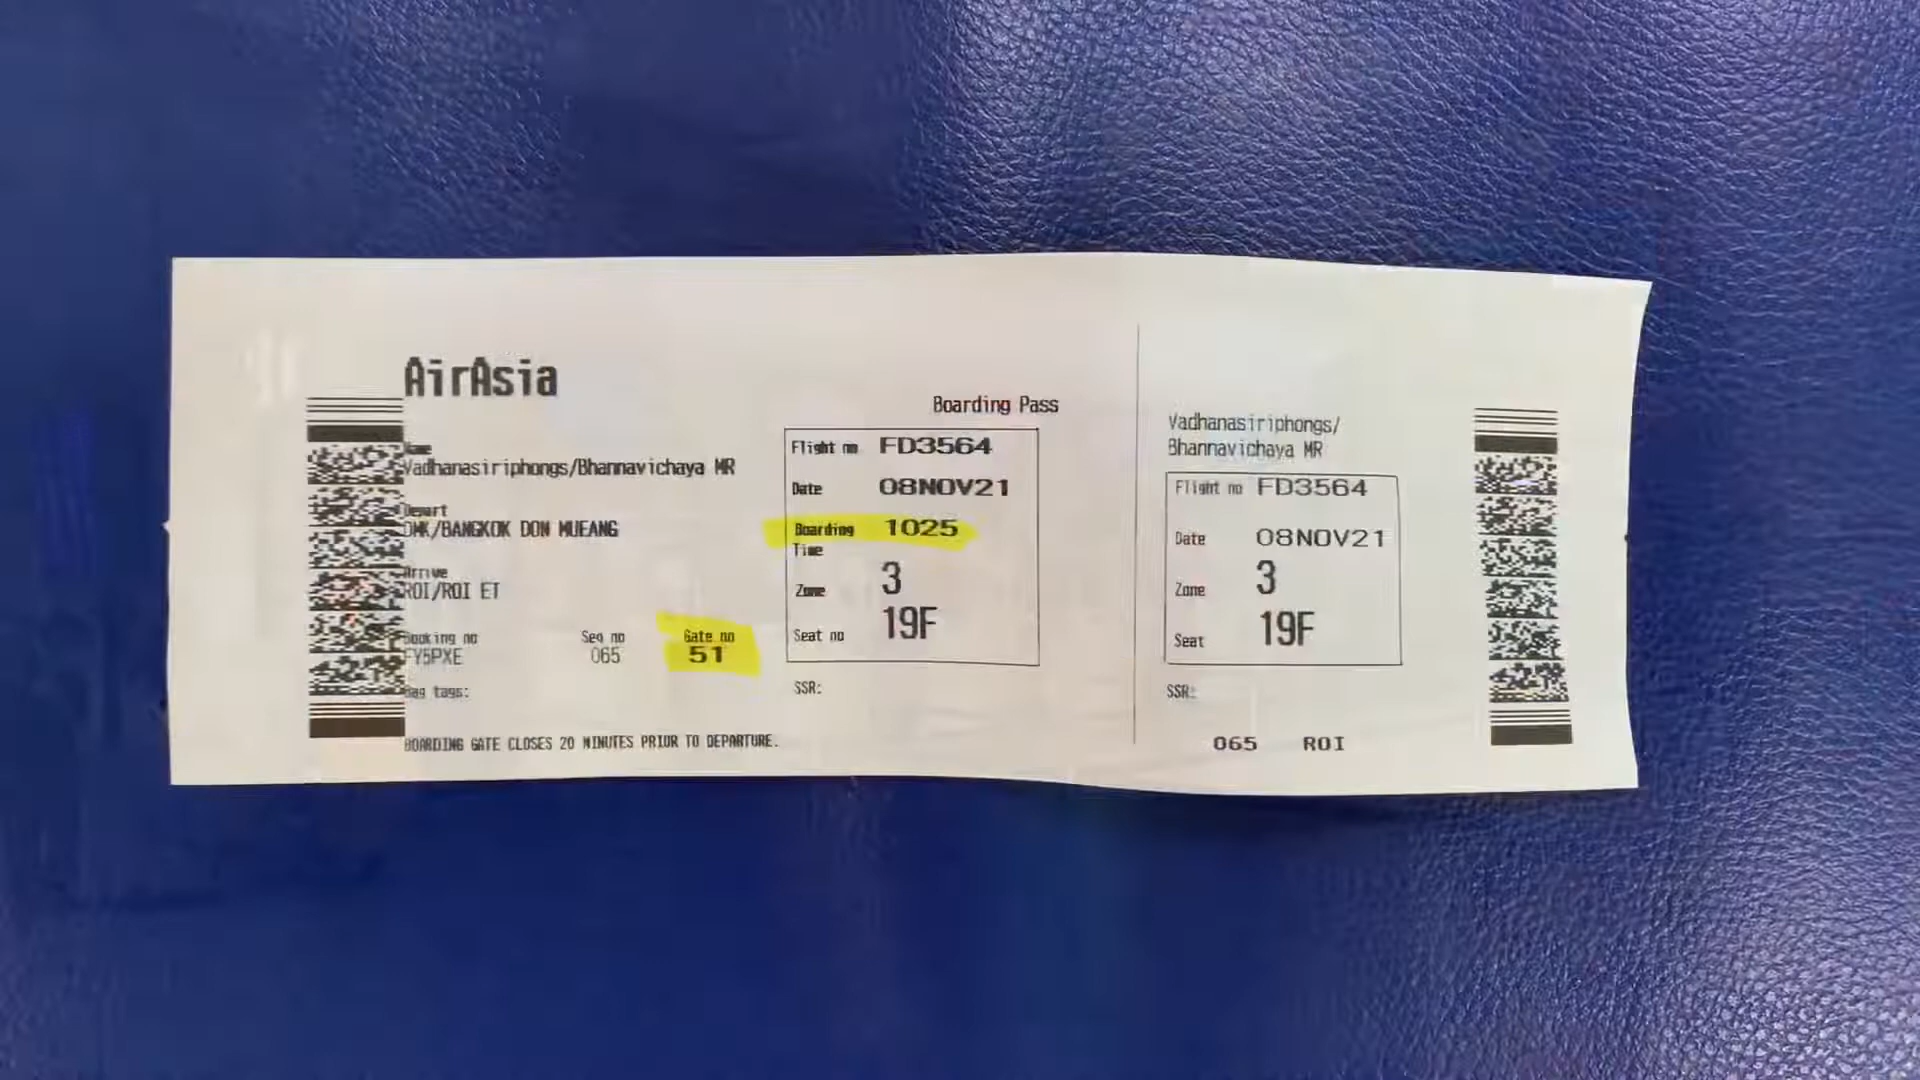 AirAsia
Boarding Pass
Name
Vadhanasiriphongs/Bhannavichaya MR
Depart
DMK/BANGKOK DON MUEANG
Arrive
ROI/ROI ET
Booking no Seq no Gate no
FY5PXE 065 51
Bag tags:
BOARDING GATE CLOSES 20 MINUTES PRIOR TO DEPARTURE.
Flight no FD3564
Date 08NOV21
Boarding 1025
Time
Zone 3
Seat no 19F
SSR:
Vadhanasiriphongs/
Bhannavichaya MR
Flight no FD3564
Date 08NOV21
Zone 3
Seat 19F
SSR:
065 ROI